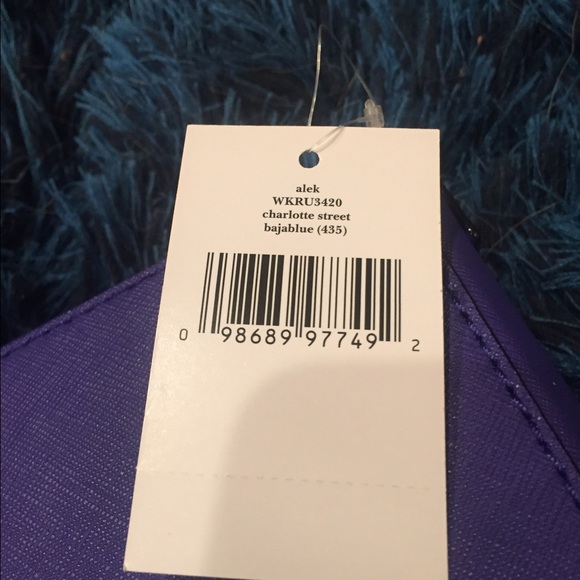 alek
WKRU3420
charlotte street
bajablue (435)
0 98689 97749 2